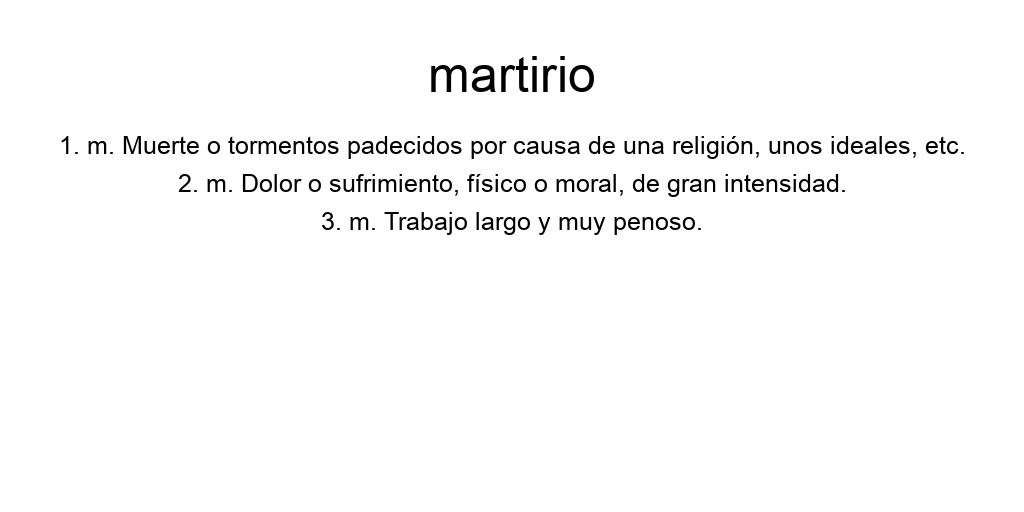 martirio
1. m. Muerte o tormentos padecidos por causa de una religión, unos ideales, etc.
2. m. Dolor o sufrimiento, físico o moral, de gran intensidad.
3. m. Trabajo largo y muy penoso.